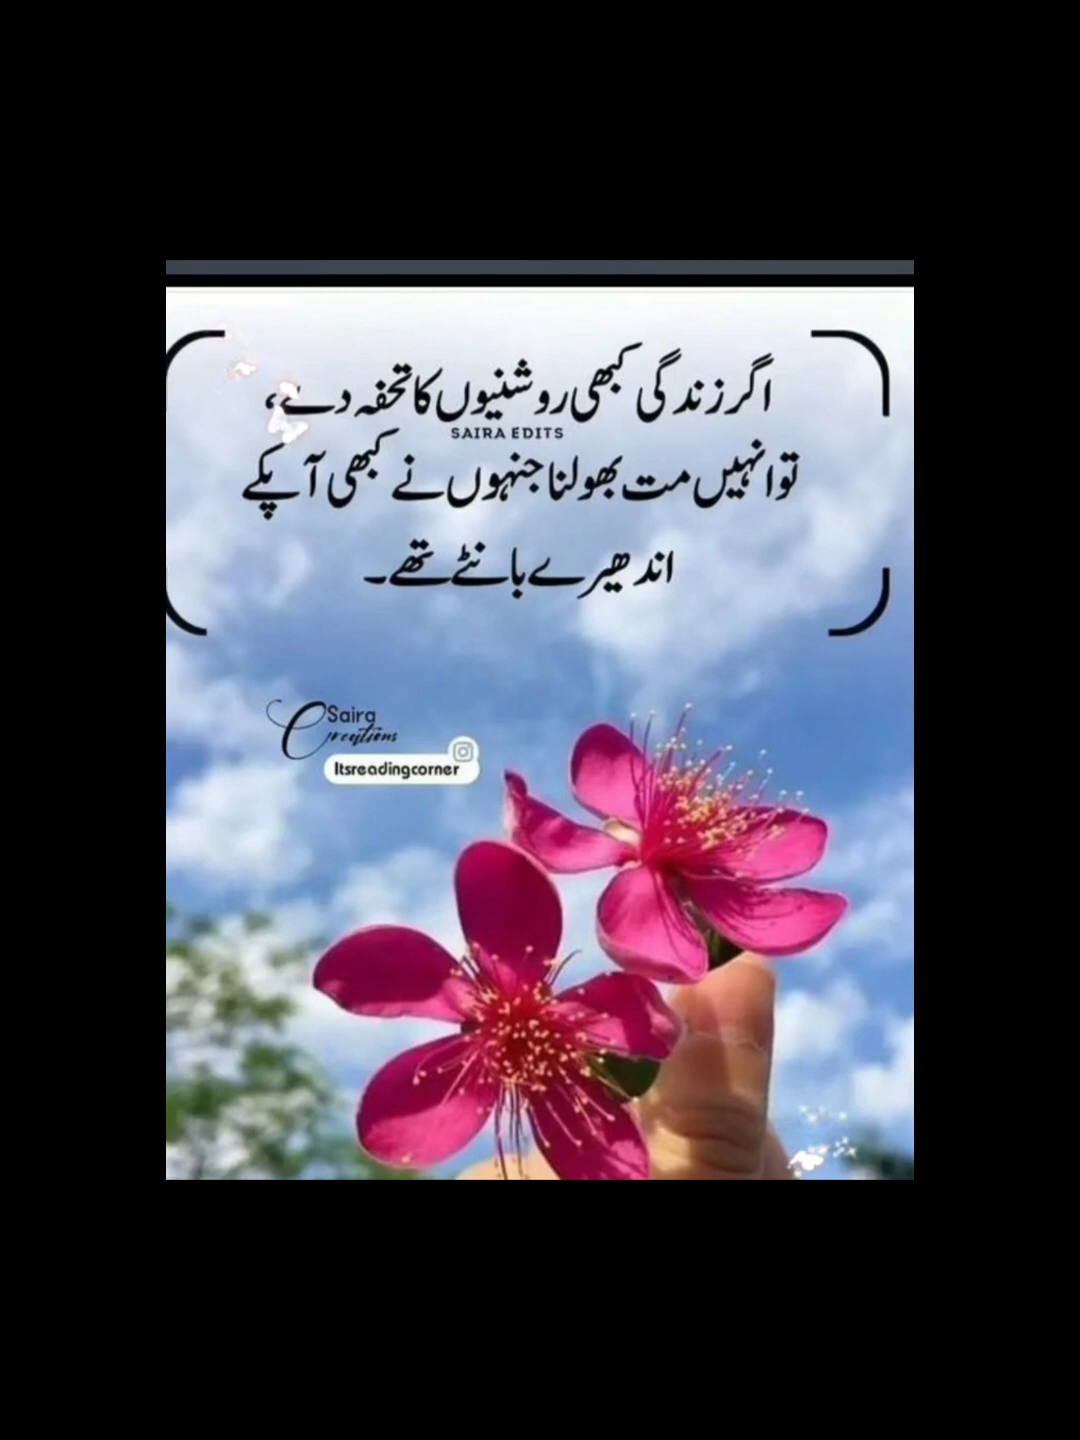 اگر زندگی کبھی روشنیوں کا تحفہ دے،
SAIRA EDITS
تو انہیں مت بھولنا جنہوں نے کبھی آپکے
اندھیرے بانٹے تھے۔
Saira
Creations
Itsreadingcorner